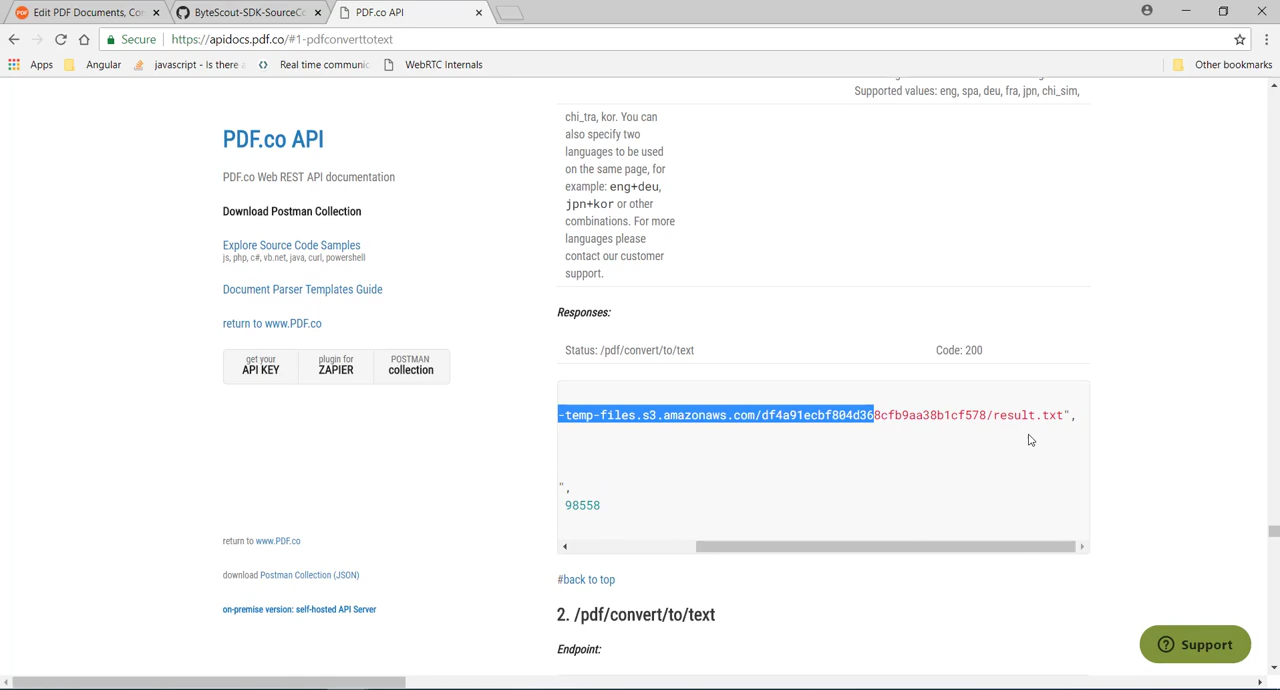 Edit PDF Documents, Co
ByteScout-SDK-SourceCo
PDF.co API
Secure
https://apidocs.pdf.co/#1-pdfconverttotext
Apps
Angular
javascript - Is there a
Real time communic
WebRTC Internals
Other bookmarks
PDF.co API
PDF.co Web REST API documentation
Download Postman Collection
Explore Source Code Samples
js, php, c#, vb.net, java, curl, powershell
Document Parser Templates Guide
return to www.PDF.co
get your
API KEY
plugin for
ZAPIER
POSTMAN
collection
return to www.PDF.co
download Postman Collection (JSON)
on-premise version: self-hosted API Server
Supported values: eng, spa, deu, fra, jpn, chi_sim,
chi_tra, kor. You can
also specify two
languages to be used
on the same page, for
example: eng+deu,
jpn+kor or other
combinations. For more
languages please
contact our customer
support.
Responses:
Status: /pdf/convert/to/text
Code: 200
-temp-files.s3.amazonaws.com/df4a91ecbf804d368cfb9aa38b1cf578/result.txt",
",
98558
#back to top
2. /pdf/convert/to/text
Endpoint:
Support